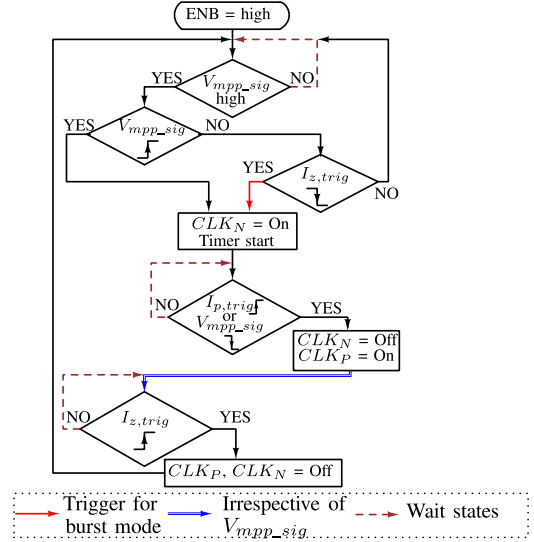 ENB = high
YES
V_mpp_sig
high
NO
YES
V_mpp_sig
NO
YES
I_z,trig
NO
CLK_N = On
Timer start
NO
I_p,trig
or
V_mpp_sig
YES
CLK_N = Off
CLK_P = On
NO
I_z,trig
YES
CLK_P, CLK_N = Off
Trigger for
burst mode
Irrespective of
V_mpp_sig
Wait states